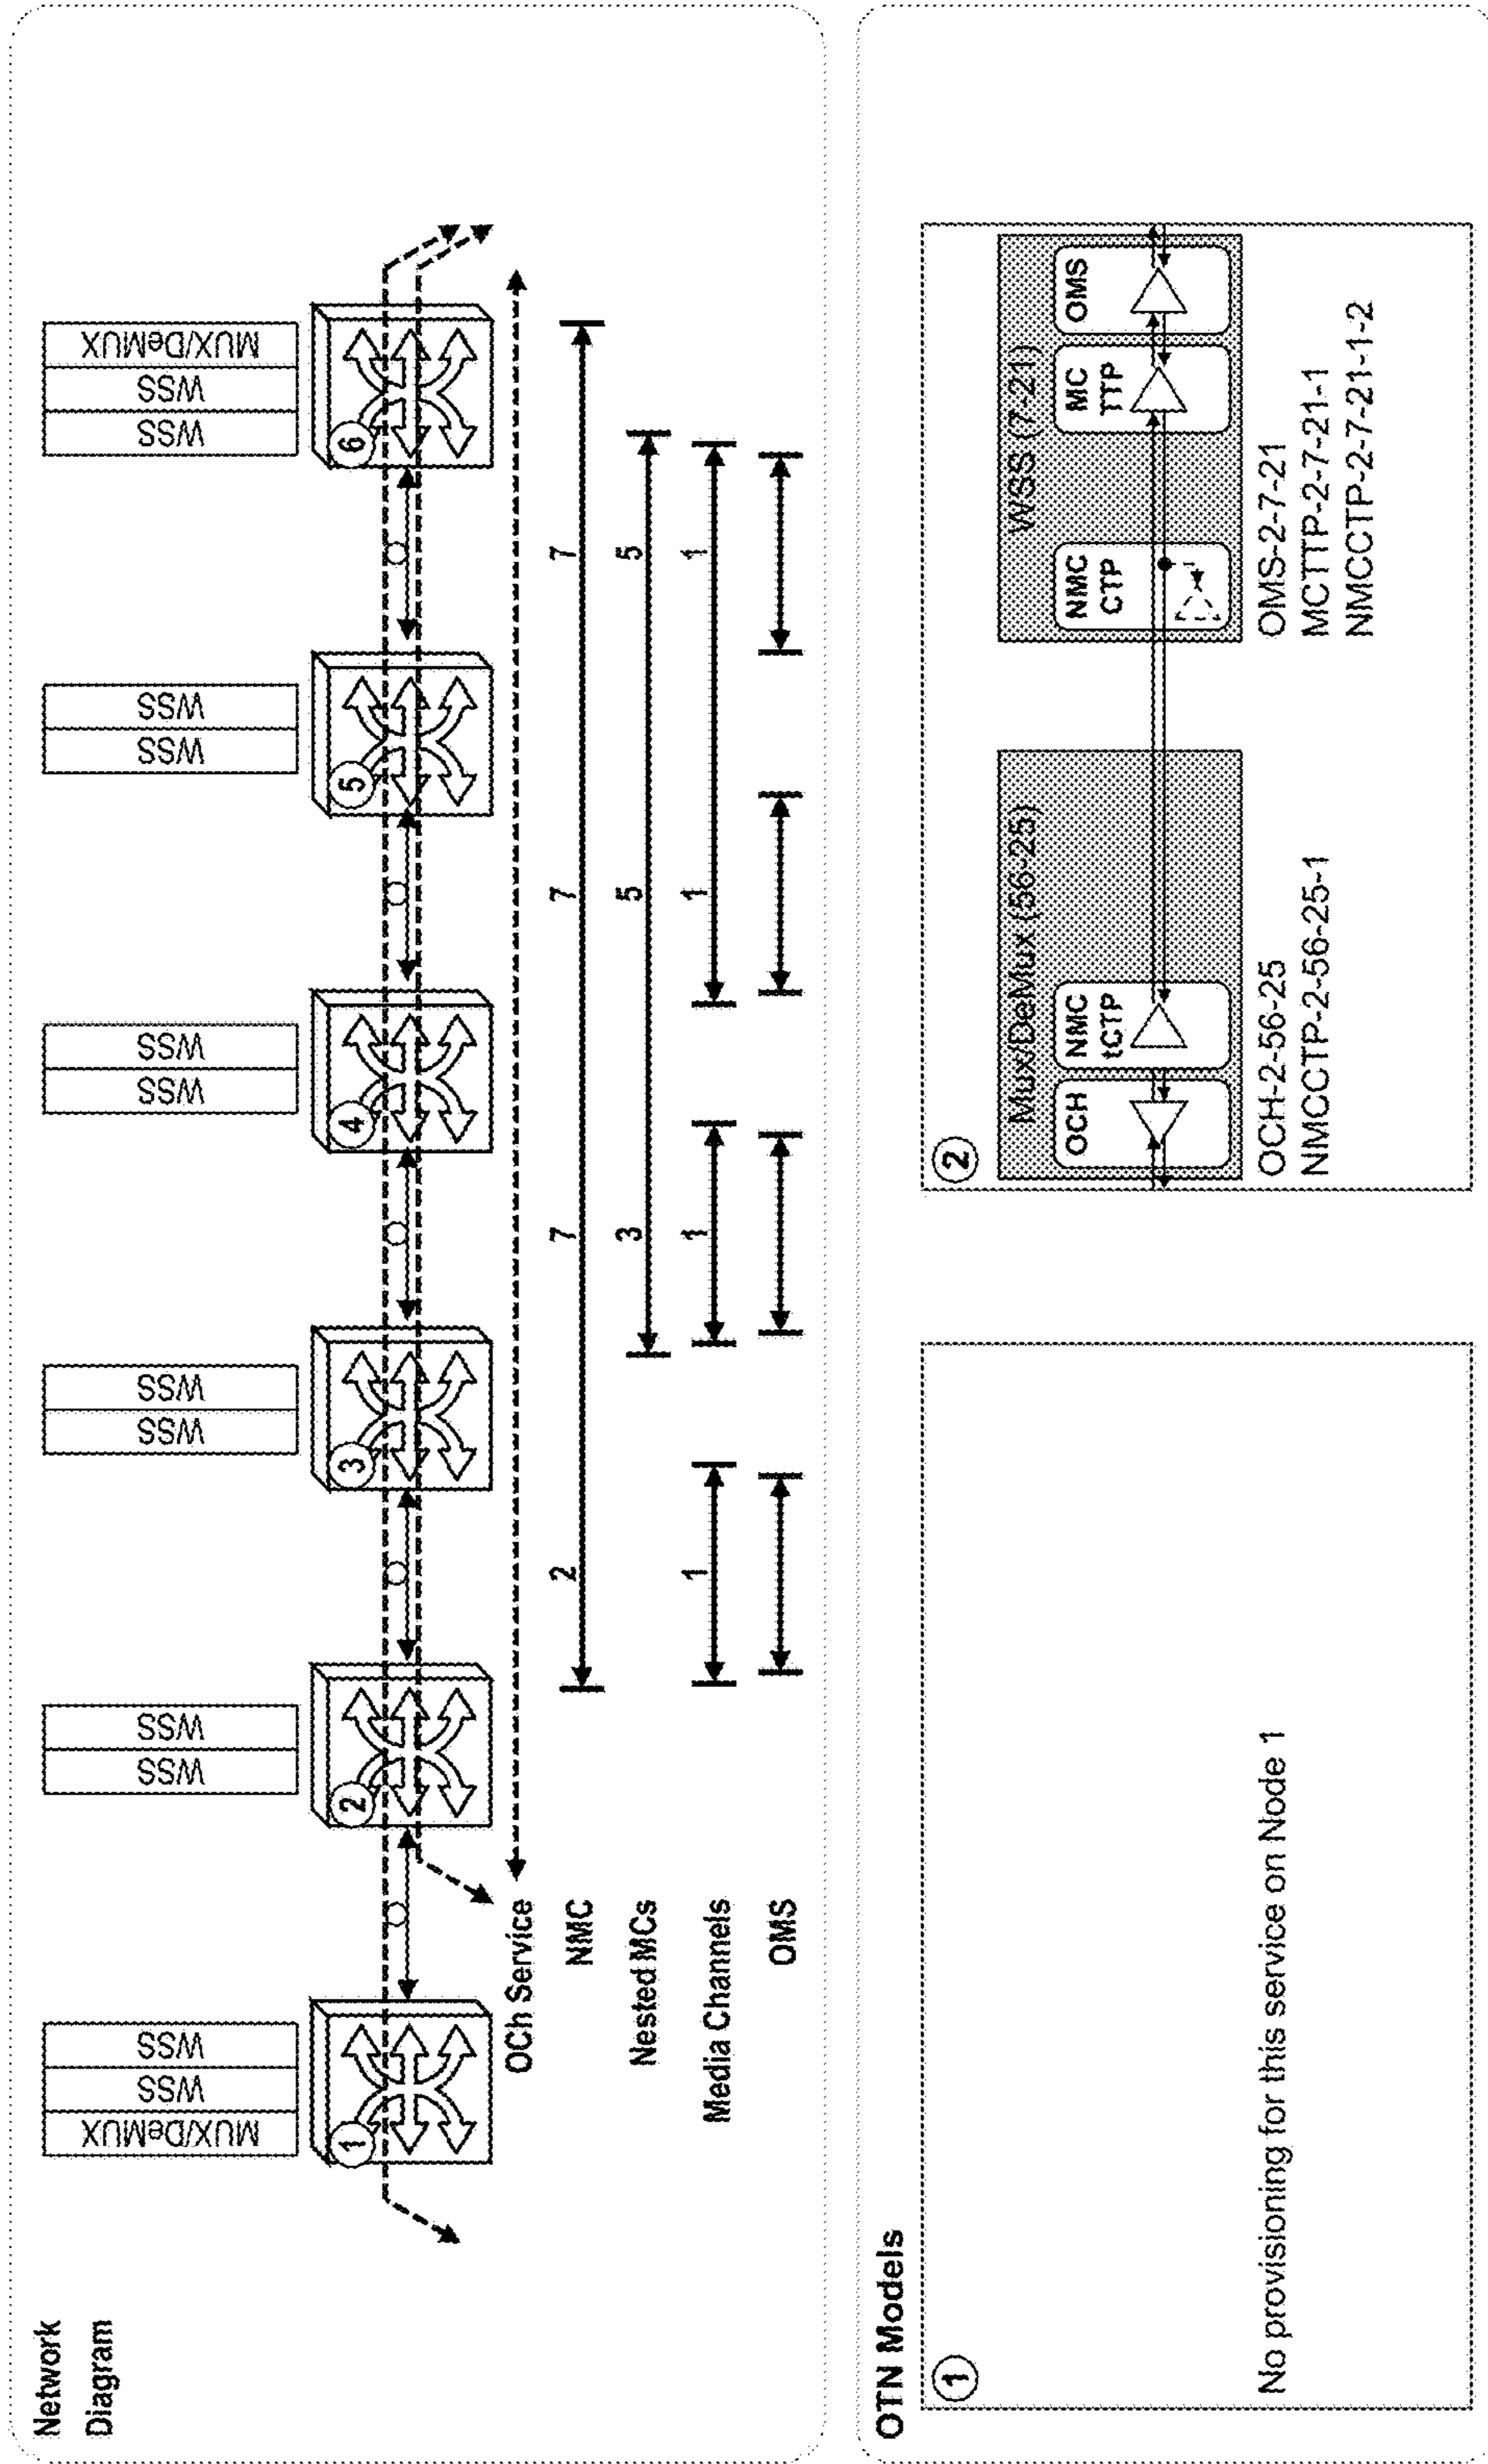 Network
Diagram
MUX/DeMUX
WSS
WSS
WSS
WSS
WSS
WSS
WSS
WSS
WSS
WSS
WSS
WSS
MUX/DeMUX
1
2
3
4
5
6
OCh Service
NMC
2
7
7
7
Nested MCs
3
5
5
Media Channels
1
1
1
1
OMS
OTN Models
1
No provisioning for this service on Node 1
2
Mux/DeMux (56-25)
OCH
NMC
tCTP
OCH-2-56-25
NMCCTP-2-56-25-1
WSS (7-21)
NMC
CTP
MC
TTP
OMS
OMS-2-7-21
MCTTP-2-7-21-1
NMCCTP-2-7-21-1-2